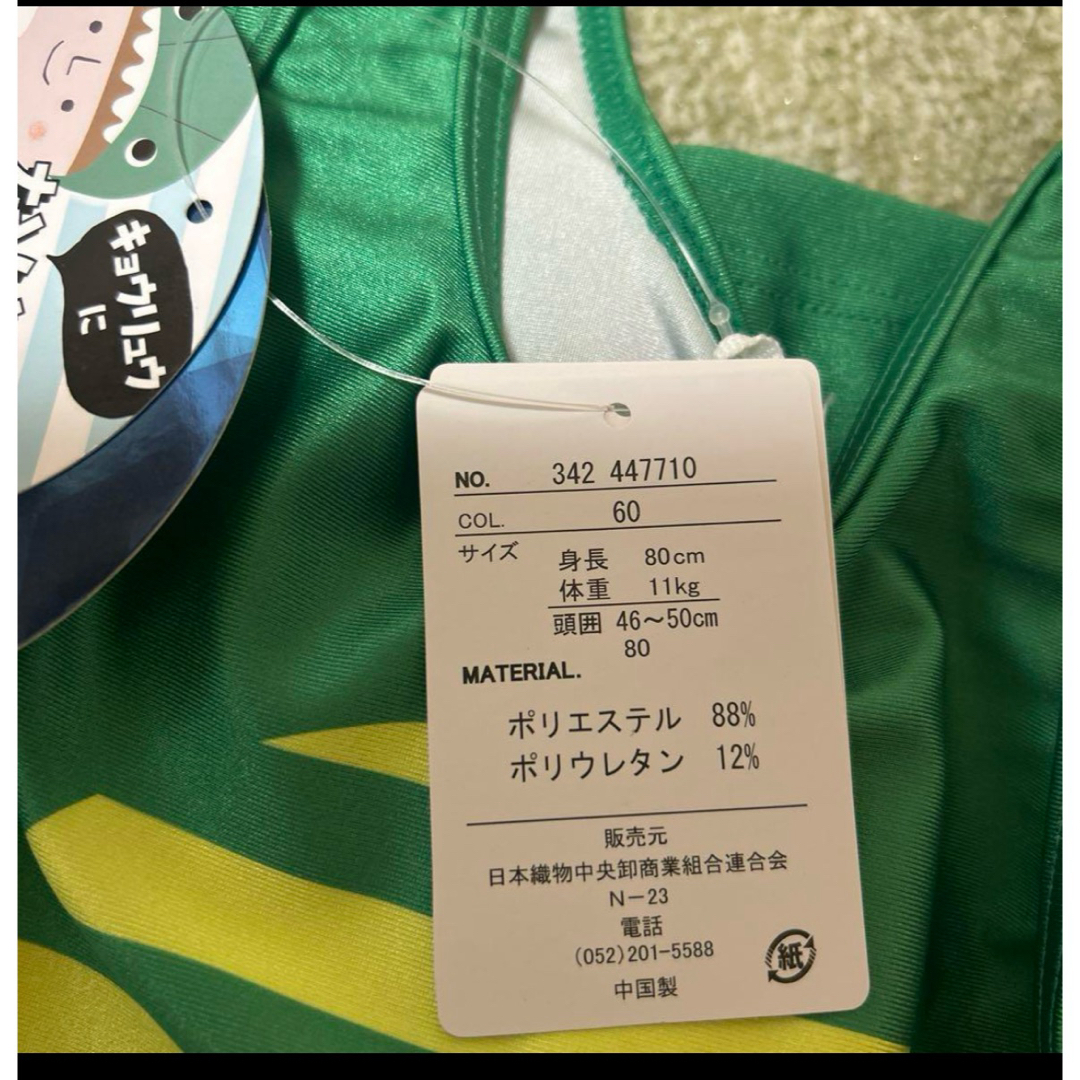 キョウリュウ
に
NO. 342 447710
COL. 60
サイズ 身長 80cm
体重 11kg
頭囲 46～50cm
80
MATERIAL.
ポリエステル 88%
ポリウレタン 12%
販売元
日本織物中央卸商業組合連合会
N－23
電話
(052)201-5588
中国製
紙